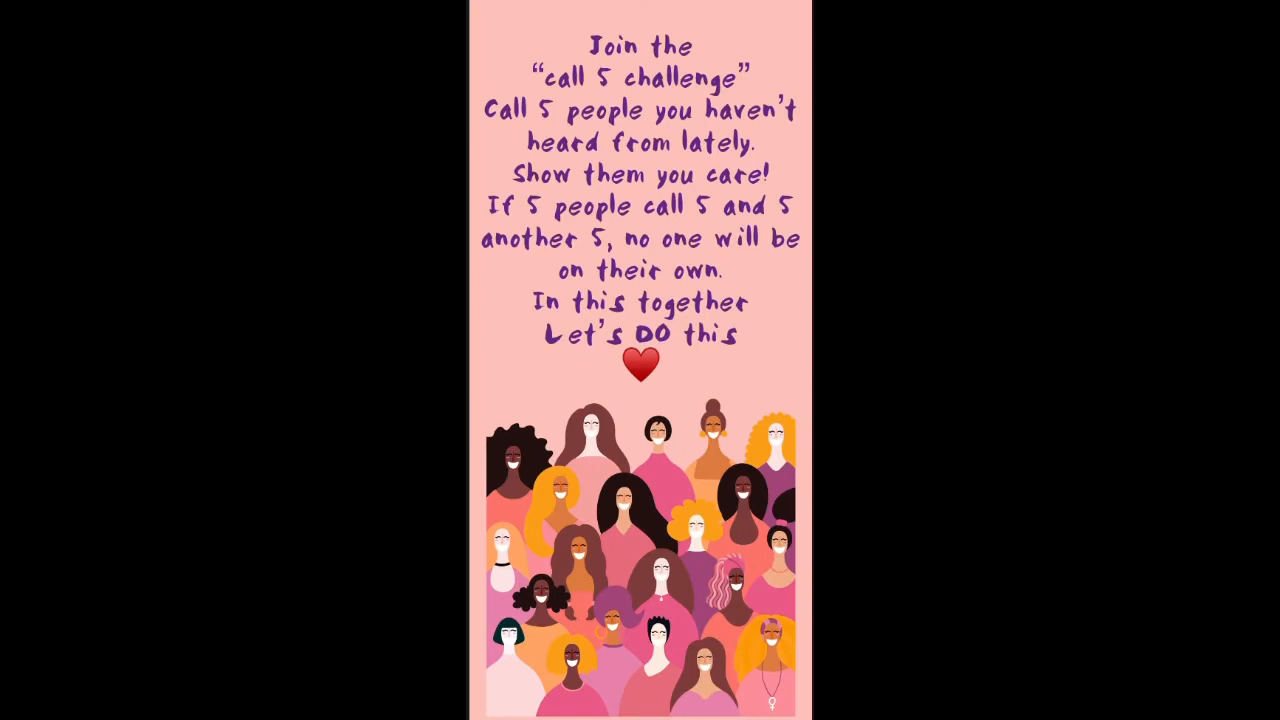 Join the
“call 5 challenge”
Call 5 people you haven’t
heard from lately.
Show them you care!
If 5 people call 5 and 5
another 5, no one will be
on their own.
In this together
Let’s DO this